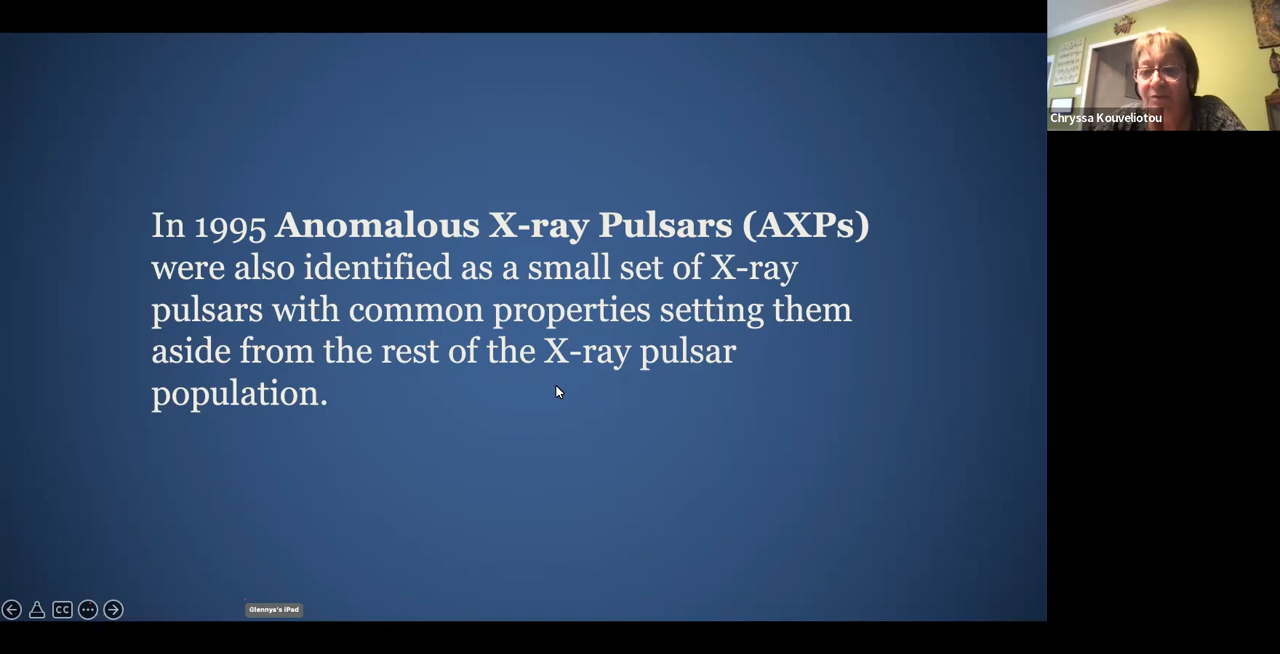 In 1995 Anomalous X-ray Pulsars (AXPs)
were also identified as a small set of X-ray
pulsars with common properties setting them
aside from the rest of the X-ray pulsar
population.
Chryssa Kouveliotou
CC
Glennys's iPad